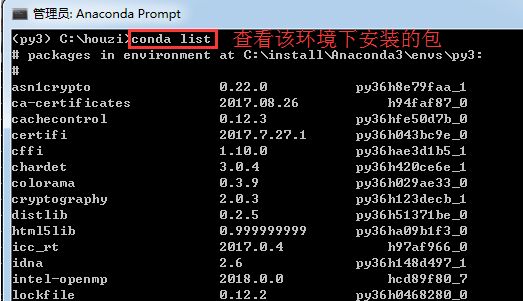 管理员: Anaconda Prompt
(py3) C:\houzi>conda list 查看该环境下安装的包
# packages in environment at C:\install\Anaconda3\envs\py3:
#
asn1crypto 0.22.0 py36h8e79faa_1
ca-certificates 2017.08.26 h94faf87_0
cachecontrol 0.12.3 py36hfe50d7b_0
certifi 2017.7.27.1 py36h043bc9e_0
cffi 1.10.0 py36hae3d1b5_1
chardet 3.0.4 py36h420ce6e_1
colorama 0.3.9 py36h029ae33_0
cryptography 2.0.3 py36h123decb_1
distlib 0.2.5 py36h51371be_0
html5lib 0.999999999 py36ha09b1f3_0
icc_rt 2017.0.4 h97af966_0
idna 2.6 py36h148d497_1
intel-openmp 2018.0.0 hcd89f80_7
lockfile 0.12.2 py36h0468280_0